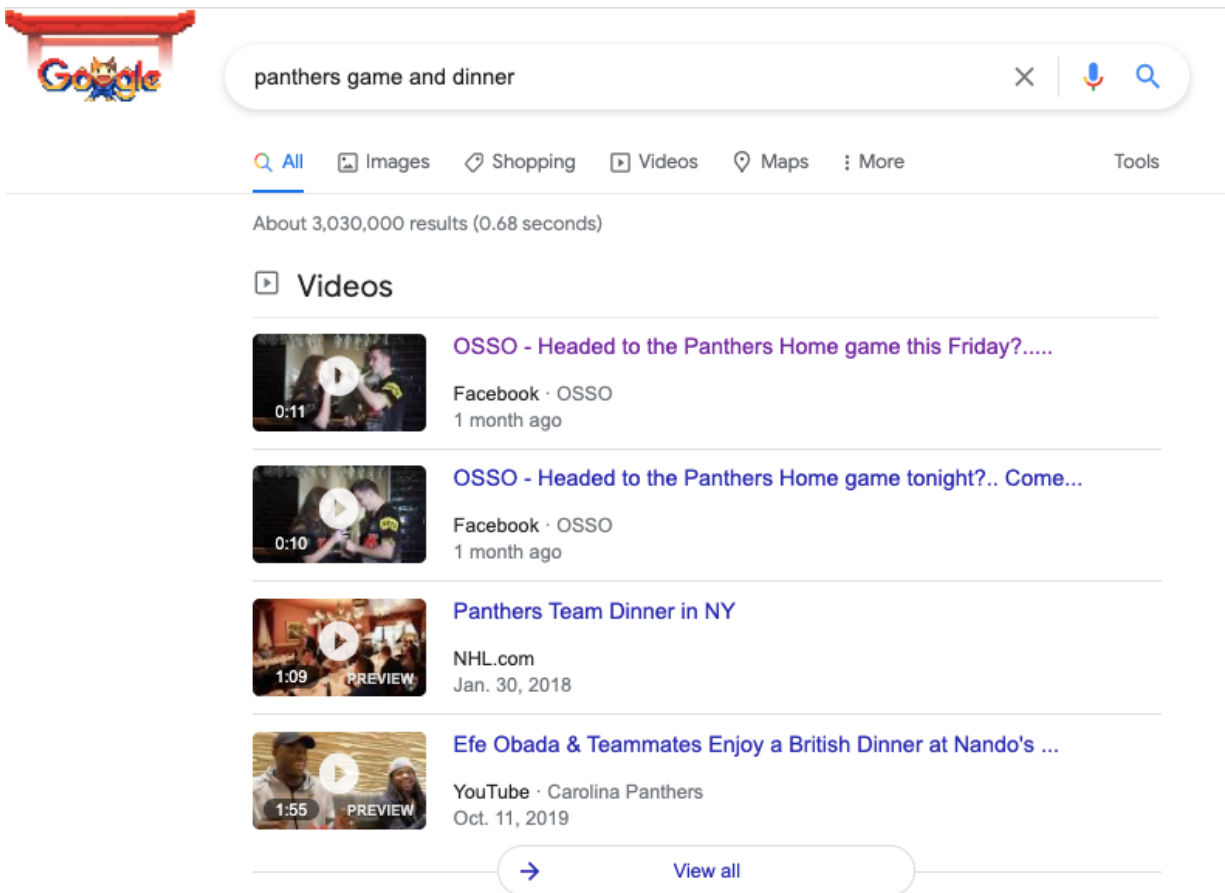 Google
panthers game and dinner
All Images Shopping Videos Maps More Tools
About 3,030,000 results (0.68 seconds)
Videos
0:11
OSSO - Headed to the Panthers Home game this Friday?.....
Facebook · OSSO
1 month ago
0:10
OSSO - Headed to the Panthers Home game tonight?.. Come...
Facebook · OSSO
1 month ago
1:09 PREVIEW
Panthers Team Dinner in NY
NHL.com
Jan. 30, 2018
1:55 PREVIEW
Efe Obada & Teammates Enjoy a British Dinner at Nando's ...
YouTube · Carolina Panthers
Oct. 11, 2019
View all